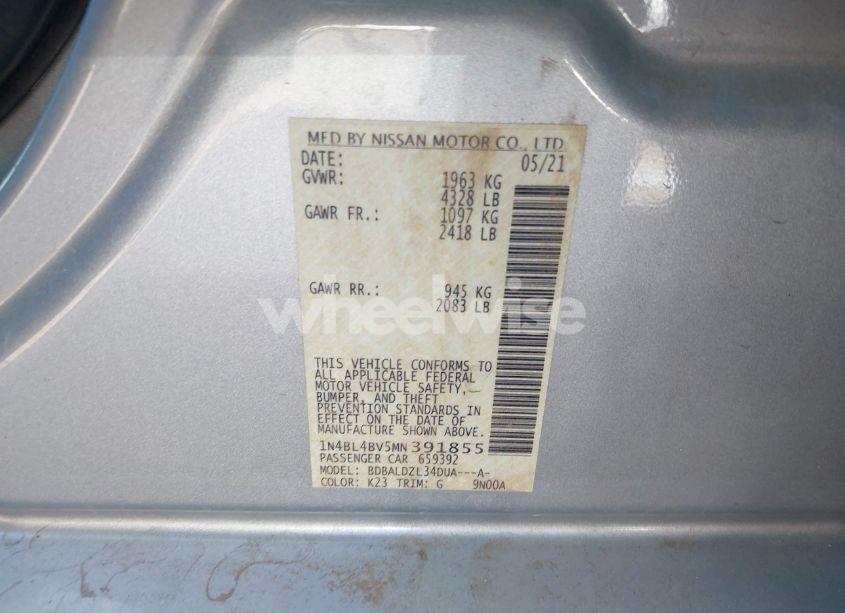 MFD BY NISSAN MOTOR CO., LTD
DATE: 05/21
GVWR: 1963 KG
4328 LB
GAWR FR.: 1097 KG
2418 LB
GAWR RR.: 945 KG
2083 LB
wheelwise
THIS VEHICLE CONFORMS TO
ALL APPLICABLE FEDERAL
MOTOR VEHICLE SAFETY,
BUMPER, AND THEFT
PREVENTION STANDARDS IN
EFFECT ON THE DATE OF
MANUFACTURE SHOWN ABOVE.
1N4BL4BV5MN391855
PASSENGER CAR 659392
MODEL: BDBALDZL34DUA---A-
COLOR: K23 TRIM: G 9N00A